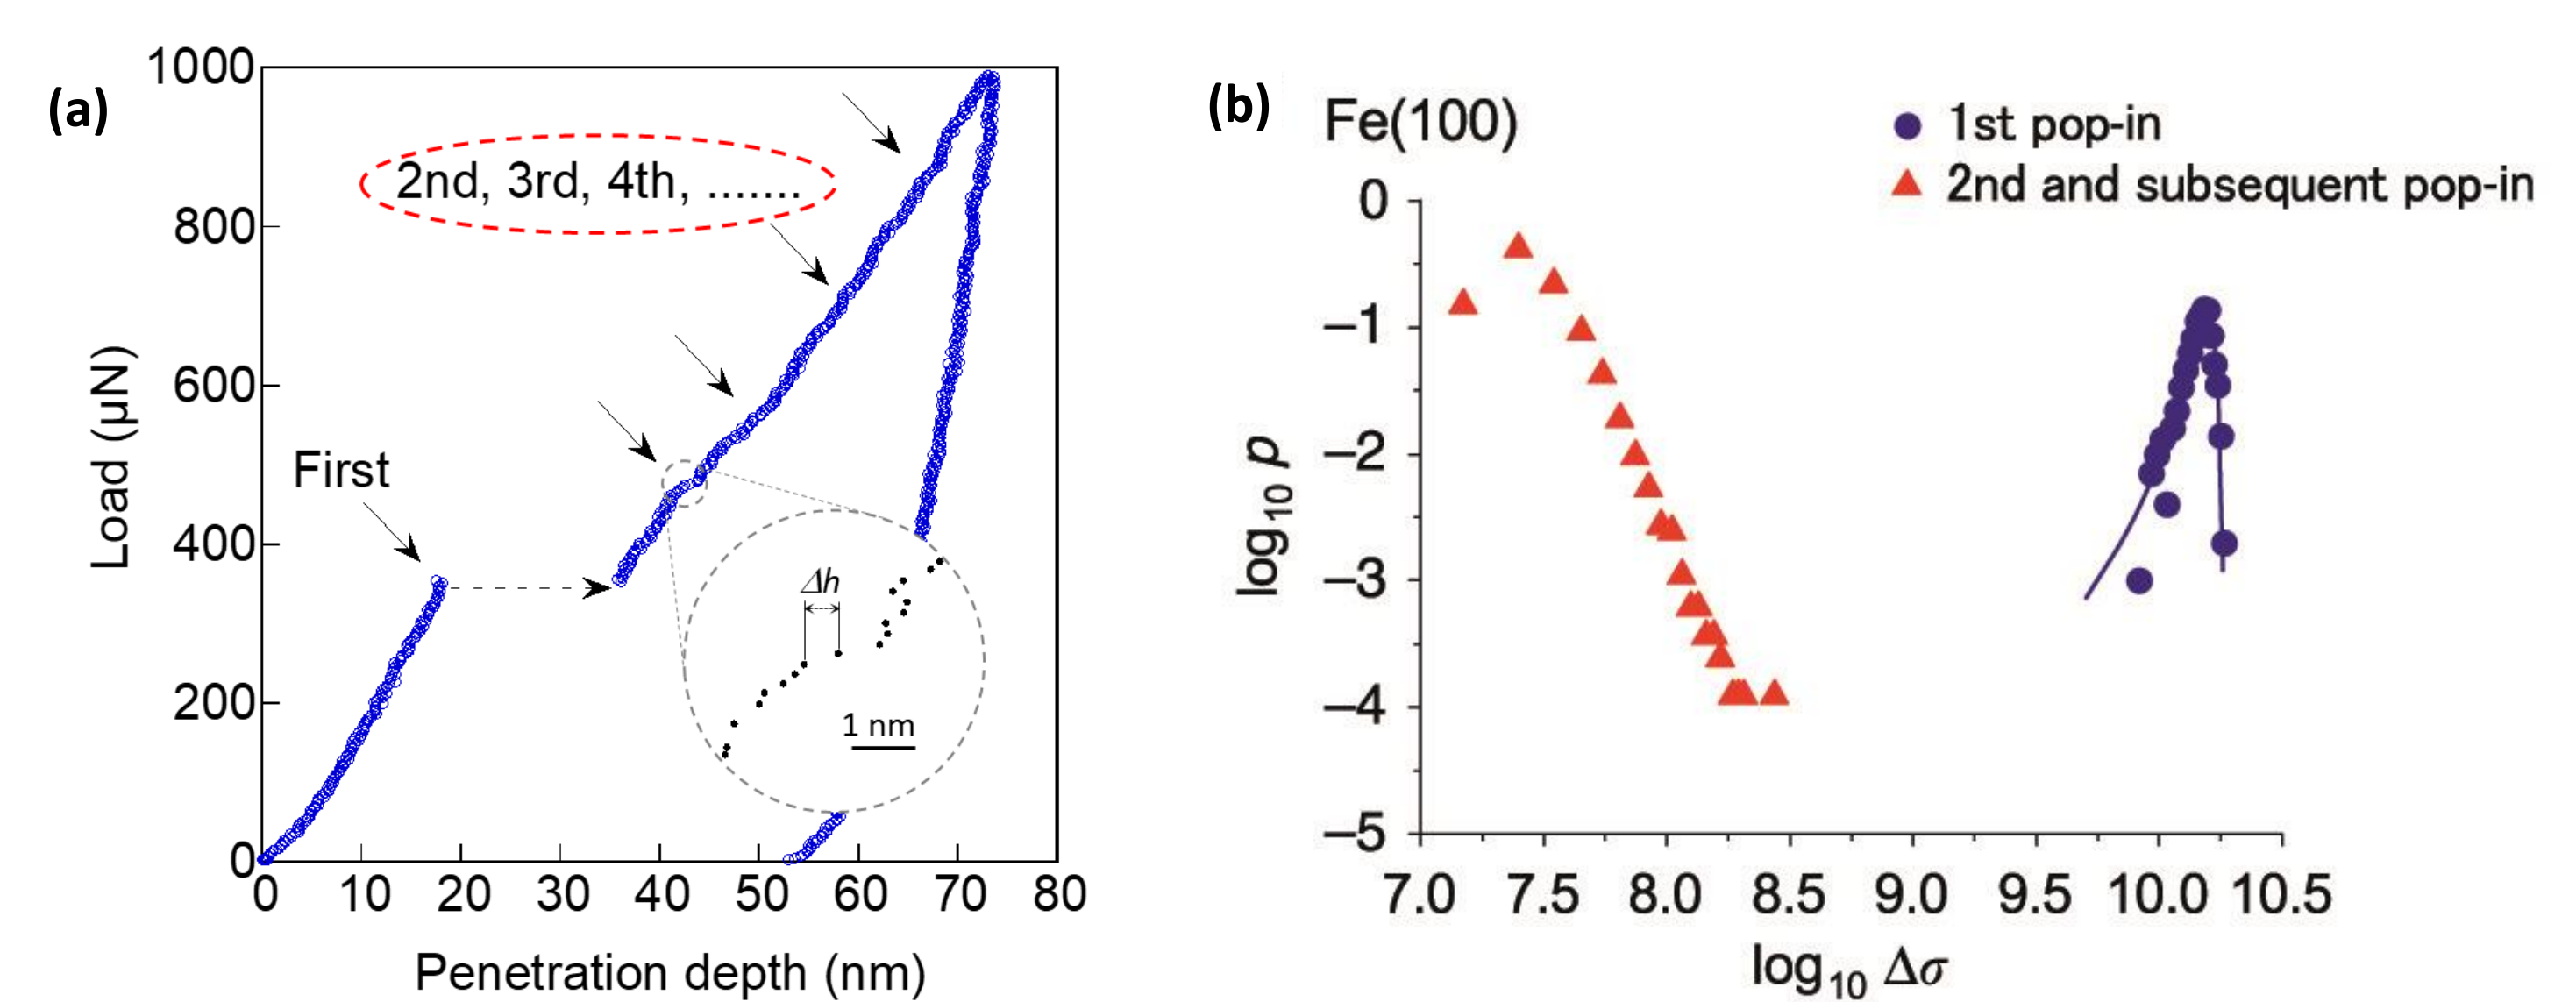 (a)
1000
800
600
400
200
0
Load (μN)
2nd, 3rd, 4th, .......
First
Δh
1 nm
0 10 20 30 40 50 60 70 80
Penetration depth (nm)
(b)
Fe(100)
1st pop-in
2nd and subsequent pop-in
0
−1
−2
−3
−4
−5
log10 p
7.0 7.5 8.0 8.5 9.0 9.5 10.0 10.5
log10 Δσ